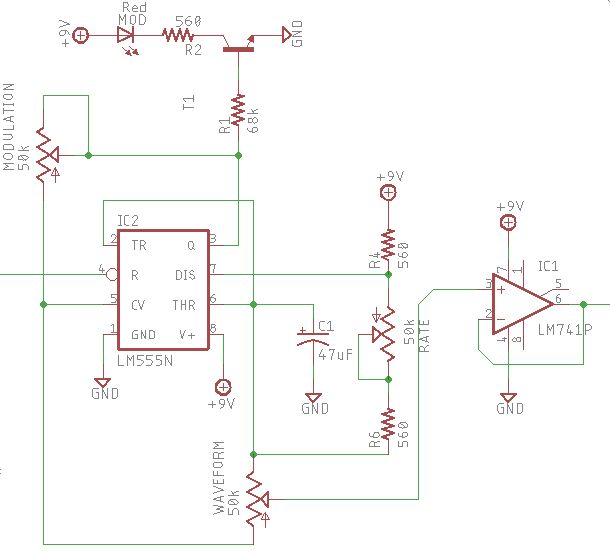 Red
MOD
+9V
560
R2
GND
T1
R1
68k
MODULATION
50k
+9V
R4
560
+9V
IC2
2 TR Q 3
4 R DIS 7
5 CV THR 6
1 GND V+ 8
LM555N
GND
+9V
+
C1
47uF
GND
50k
RATE
R6
560
IC1
7
1
3 +
5
6
2 -
4
8
LM741P
GND
WAVEFORM
50k